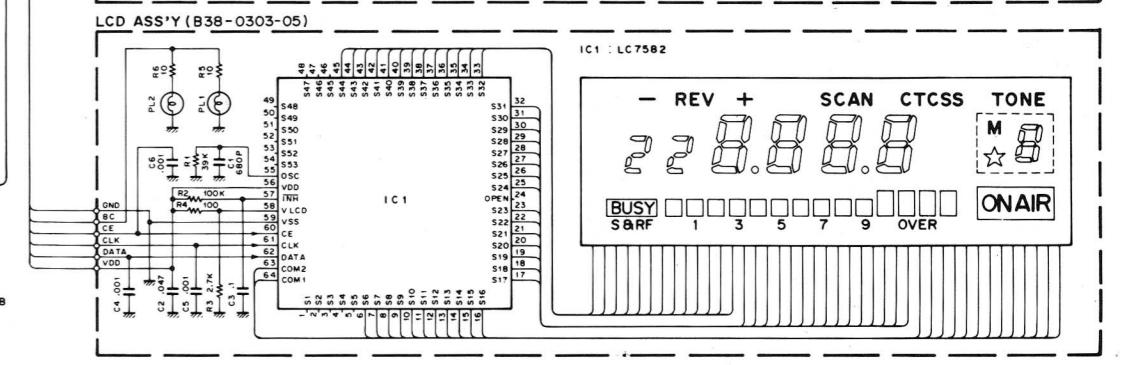 LCD ASS'Y (B38-0303-05)
IC1 : LC7582
R6 10
R5 10
PL2
PL1
C6 .001
R1 39K
C1 680P
R2 100K
R4 100
GND
BC
CE
CLK
DATA
VDD
C4 .001
C2 .047
C5 .001
R3 2.7K
C3 .1
48 47 46 45 44 43 42 41 40 39 38 37 36 35 34 33
S47 S46 S45 S44 S43 S42 S41 S40 S39 S38 S37 S36 S35 S34 S33 S32
49 S48
50 S49
51 S50
52 S51
53 S52
54 S53
55 OSC
56 VDD
57 INH
58 VLCD
59 VSS
60 CE
61 CLK
62 DATA
63 COM2
64 COM1
IC1
S31 32
S30 31
S29 30
S28 29
S27 28
S26 27
S25 26
S24 25
OPEN 24
S23 23
S22 22
S21 21
S20 20
S19 19
S18 18
S17 17
S1 S2 S3 S4 S5 S6 S7 S8 S9 S10 S11 S12 S13 S14 S15 S16
1 2 3 4 5 6 7 8 9 10 11 12 13 14 15 16
− REV + SCAN CTCSS TONE
22 8.88.8 M 8
BUSY ON AIR
S&RF 1 3 5 7 9 OVER
B